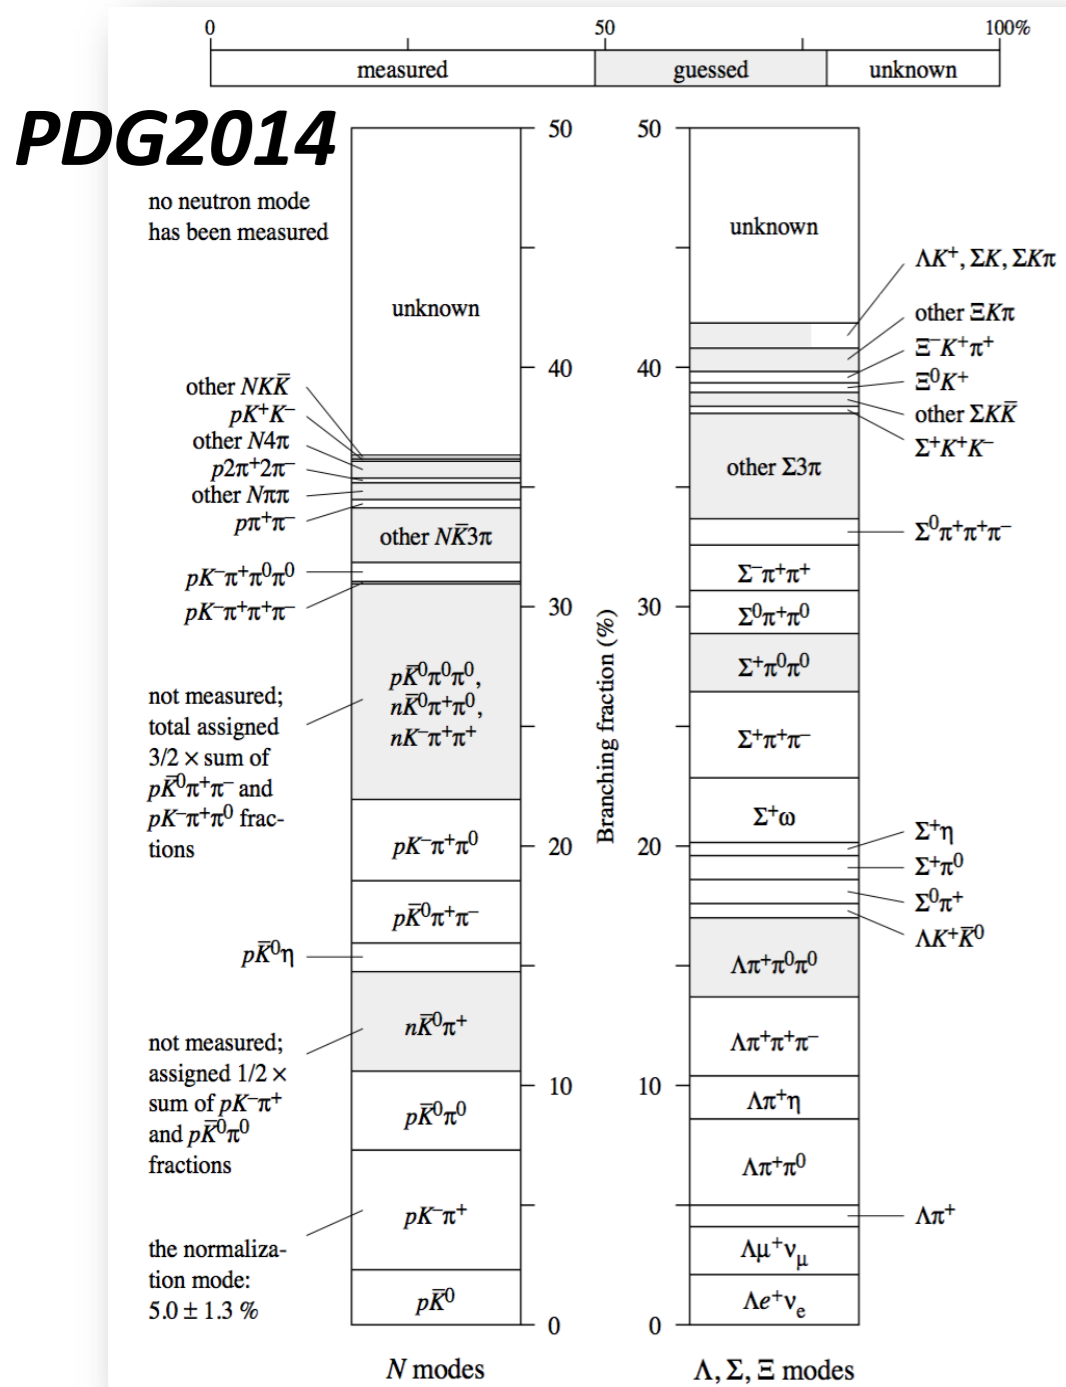 0 50 100%
measured guessed unknown
PDG2014
50 50
no neutron mode
has been measured
unknown
unknown
ΛK⁺, ΣK, ΣKπ
other ΞKπ
Ξ⁻K⁺π⁺
Ξ⁰K⁺
other ΣKK̅
Σ⁺K⁺K⁻
40 40
other NKK̅
pK⁺K⁻
other N4π
p2π⁺2π⁻
other Nππ
pπ⁺π⁻
other Σ3π
other NK̅3π
Σ⁰π⁺π⁺π⁻
pK⁻π⁺π⁰π⁰
pK⁻π⁺π⁺π⁻
Σ⁻π⁺π⁺
30 30
Σ⁰π⁺π⁰
Branching fraction (%)
Σ⁺π⁰π⁰
pK̅⁰π⁰π⁰,
nK̅⁰π⁺π⁰,
nK⁻π⁺π⁺
not measured;
total assigned
3/2 × sum of
pK̅⁰π⁺π⁻ and
pK⁻π⁺π⁰ frac-
tions
Σ⁺π⁺π⁻
Σ⁺ω
pK⁻π⁺π⁰
20 20
Σ⁺η
Σ⁺π⁰
Σ⁰π⁺
ΛK⁺K̅⁰
pK̅⁰π⁺π⁻
pK̅⁰η
Λπ⁺π⁰π⁰
nK̅⁰π⁺
Λπ⁺π⁺π⁻
not measured;
assigned 1/2 ×
sum of pK⁻π⁺
and pK̅⁰π⁰
fractions
10 10
pK̅⁰π⁰
Λπ⁺η
Λπ⁺π⁰
pK⁻π⁺
Λπ⁺
the normaliza-
tion mode:
5.0 ± 1.3 %
Λμ⁺ν_μ
pK̅⁰
Λe⁺νₑ
0 0
N modes
Λ, Σ, Ξ modes